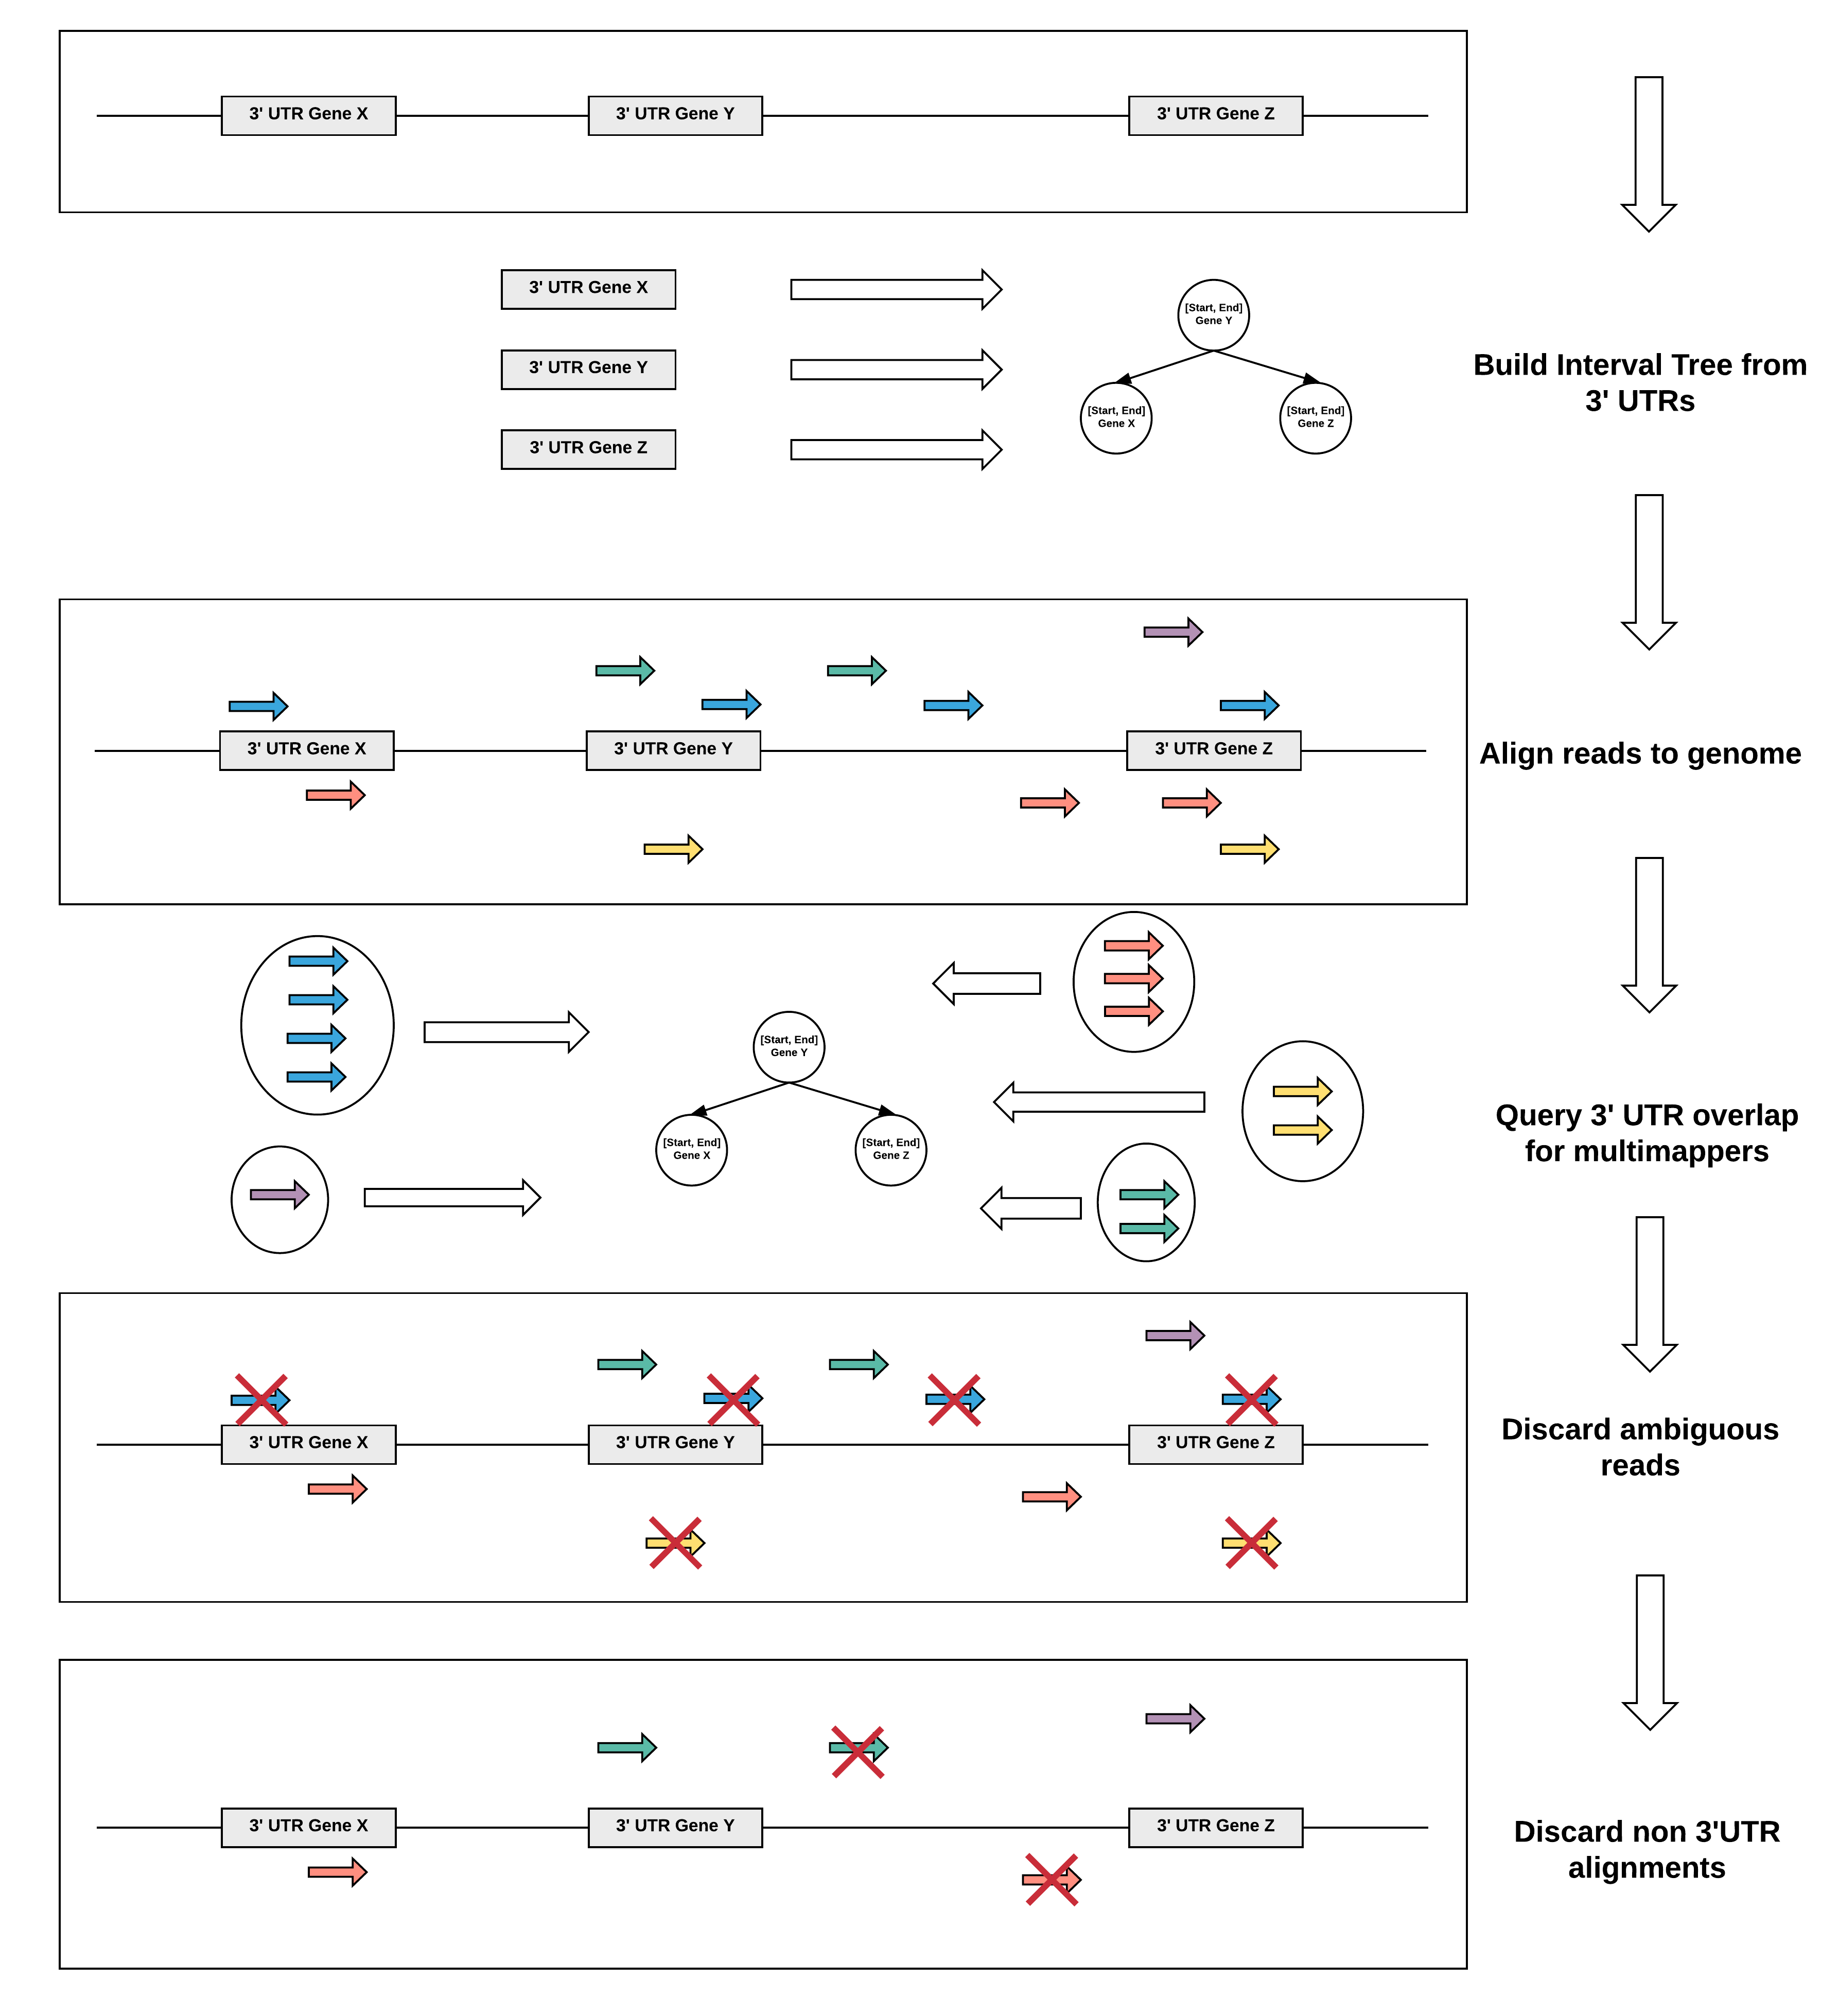 3' UTR Gene X
3' UTR Gene Y
3' UTR Gene Z
3' UTR Gene X
3' UTR Gene Y
3' UTR Gene Z
[Start, End]
Gene Y
[Start, End]
Gene X
[Start, End]
Gene Z
Build Interval Tree from
3' UTRs
3' UTR Gene X
3' UTR Gene Y
3' UTR Gene Z
Align reads to genome
[Start, End]
Gene Y
[Start, End]
Gene X
[Start, End]
Gene Z
Query 3' UTR overlap
for multimappers
3' UTR Gene X
3' UTR Gene Y
3' UTR Gene Z
Discard ambiguous
reads
3' UTR Gene X
3' UTR Gene Y
3' UTR Gene Z
Discard non 3'UTR
alignments